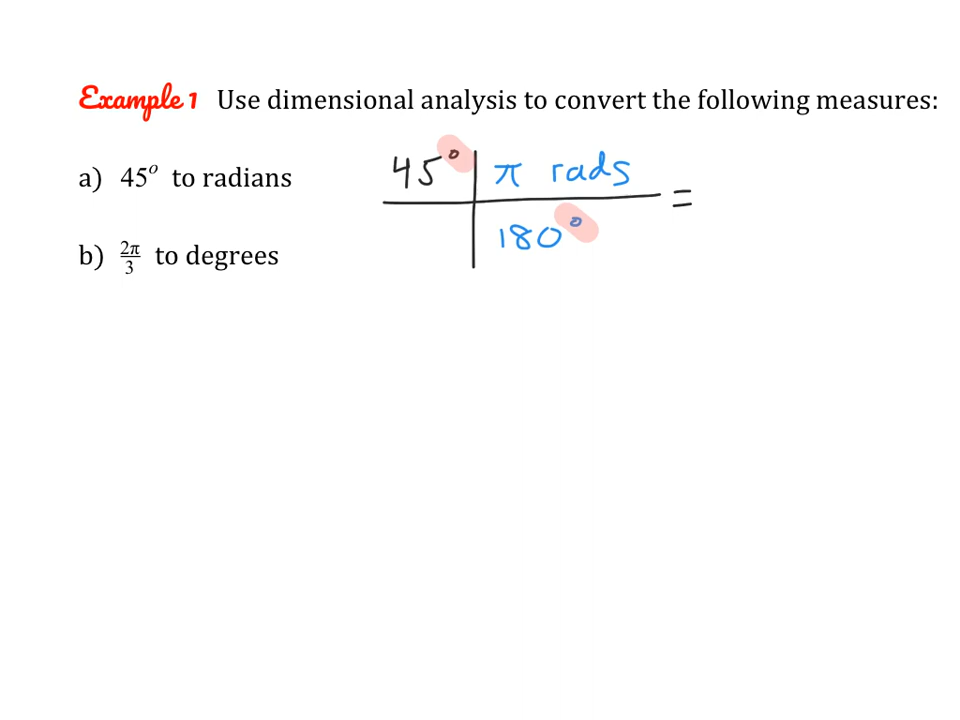 Example 1 Use dimensional analysis to convert the following measures:
a) 45° to radians
45° | π rads =
180°
b) 2π/3 to degrees